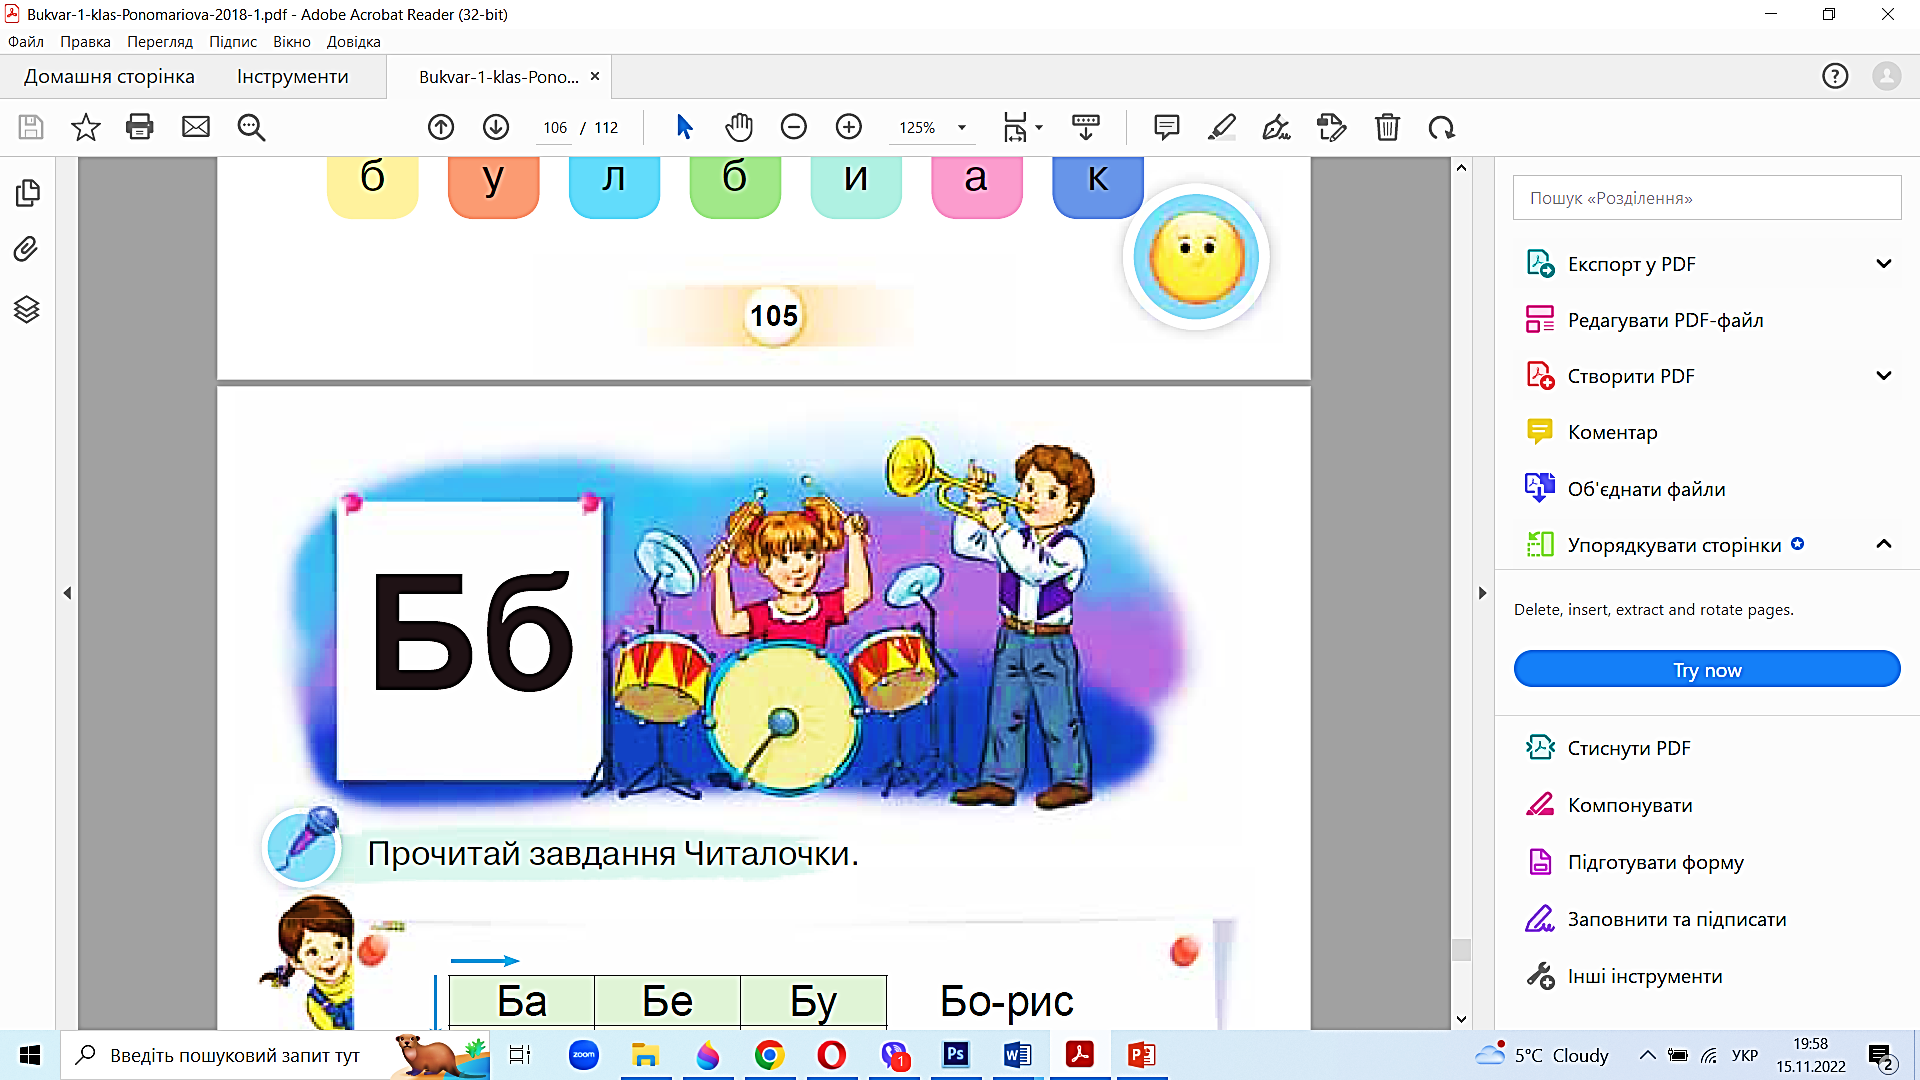 Bukvar-1-klas-Ponomariova-2018-1.pdf - Adobe Acrobat Reader (32-bit)
Файл Правка Перегляд Підпис Вікно Довідка
Домашня сторінка Інструменти Bukvar-1-klas-Pono... ×
106 / 112 125%
б у л б и а к
105
Бб
Прочитай завдання Читалочки.
Ба Бе Бу Бо-рис
Пошук «Розділення»
Експорт у PDF
Редагувати PDF-файл
Створити PDF
Коментар
Об'єднати файли
Упорядкувати сторінки
Delete, insert, extract and rotate pages.
Try now
Стиснути PDF
Компонувати
Підготувати форму
Заповнити та підписати
Інші інструменти
Введіть пошуковий запит тут
zoom
1
Ps
5°C Cloudy
УКР
19:58
15.11.2022
2